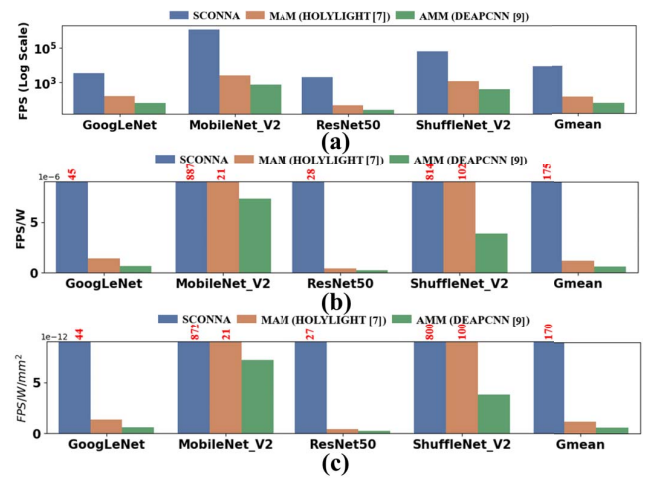 SCONNA MAM (HOLYLIGHT [7]) AMM (DEAPCNN [9])
FPS (Log Scale)
10^5
10^3
GoogLeNet MobileNet_V2 ResNet50 ShuffleNet_V2 Gmean
(a)
SCONNA MAM (HOLYLIGHT [7]) AMM (DEAPCNN [9])
1e-6
45 887 21 28 814 102 175
FPS/W
5
0
GoogLeNet MobileNet_V2 ResNet50 ShuffleNet_V2 Gmean
(b)
SCONNA MAM (HOLYLIGHT [7]) AMM (DEAPCNN [9])
1e-12
44 872 21 27 800 100 170
FPS/W/mm^2
5
0
GoogLeNet MobileNet_V2 ResNet50 ShuffleNet_V2 Gmean
(c)